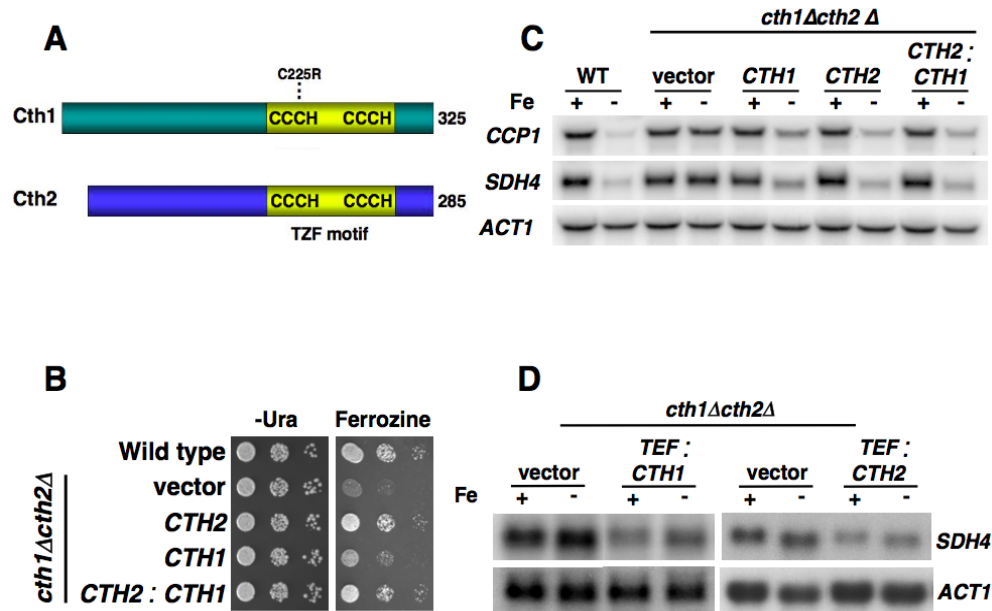 A
C225R
Cth1
CCCH CCCH
325
Cth2
CCCH CCCH
285
TZF motif
B
-Ura Ferrozine
Wild type
cth1Δcth2Δ
vector
CTH2
CTH1
CTH2 : CTH1
C
cth1Δcth2 Δ
WT vector CTH1 CTH2 CTH2 : CTH1
Fe + - + - + - + - + -
CCP1
SDH4
ACT1
D
cth1Δcth2Δ
vector TEF : CTH1 vector TEF : CTH2
Fe + - + - + - + -
SDH4
ACT1